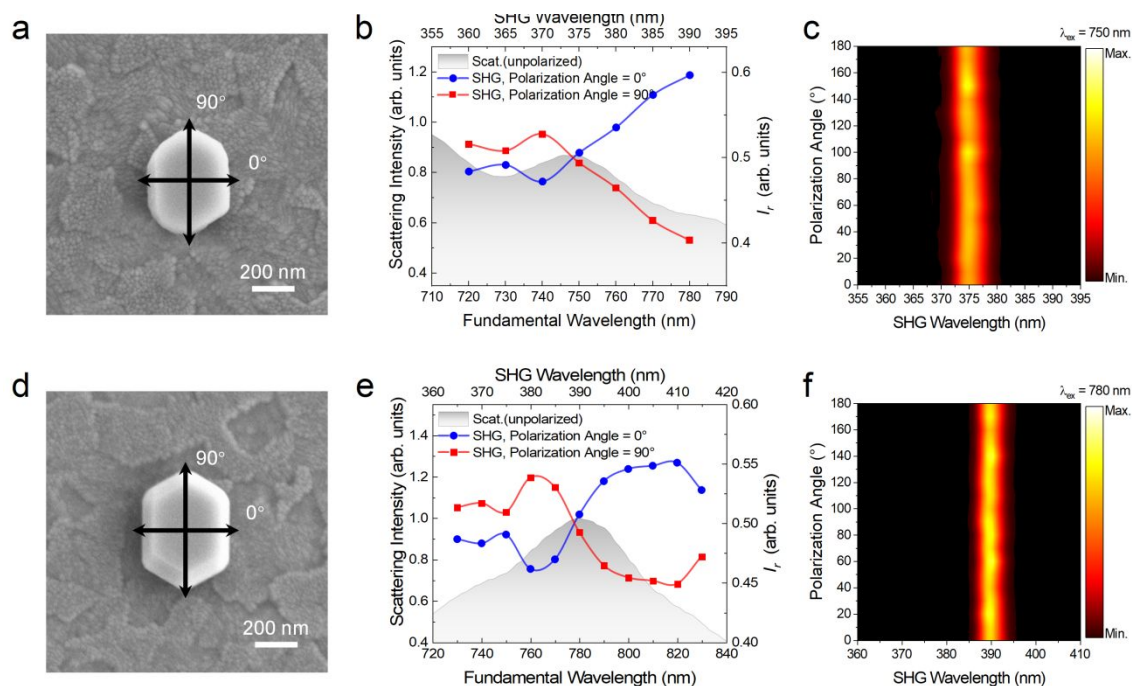 a
90°
0°
200 nm
b
SHG Wavelength (nm)
355 360 365 370 375 380 385 390 395
Scat.(unpolarized)
SHG, Polarization Angle = 0°
SHG, Polarization Angle = 90°
Scattering Intensity (arb. units)
1.2
1.0
0.8
0.6
0.4
0.6
0.5
0.4
I_r (arb. units)
710 720 730 740 750 760 770 780 790
Fundamental Wavelength (nm)
c
λex = 750 nm
Max.
Min.
Polarization Angle (°)
180
160
140
120
100
80
60
40
20
0
355 360 365 370 375 380 385 390 395
SHG Wavelength (nm)
d
90°
0°
200 nm
e
SHG Wavelength (nm)
360 370 380 390 400 410 420
Scat.(unpolarized)
SHG, Polarization Angle = 0°
SHG, Polarization Angle = 90°
Scattering Intensity (arb. units)
1.4
1.2
1.0
0.8
0.6
0.4
0.60
0.55
0.50
0.45
0.40
I_r (arb. units)
720 740 760 780 800 820 840
Fundamental Wavelength (nm)
f
λex = 780 nm
Max.
Min.
Polarization Angle (°)
180
160
140
120
100
80
60
40
20
0
360 370 380 390 400 410
SHG Wavelength (nm)